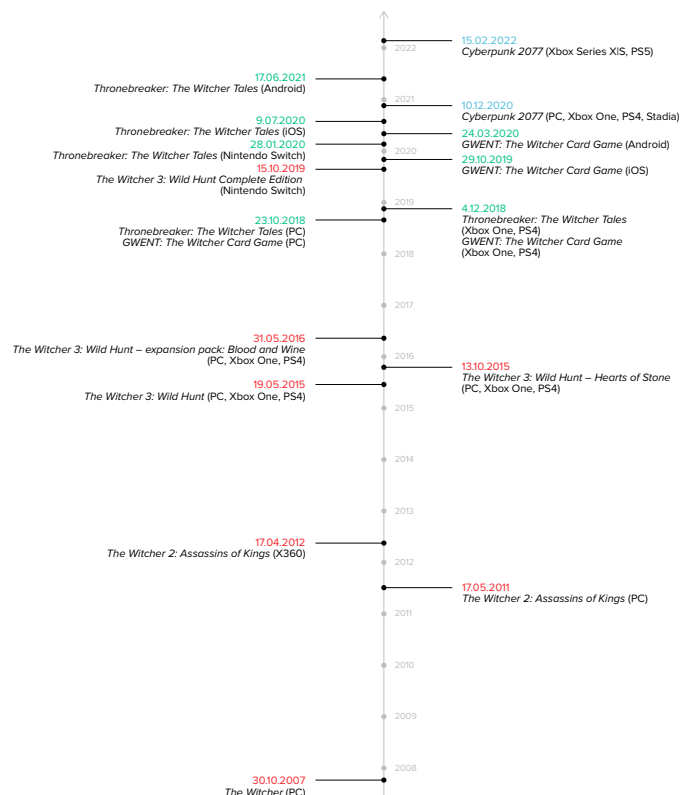 15.02.2022
Cyberpunk 2077 (Xbox Series X|S, PS5)
2022
17.06.2021
Thronebreaker: The Witcher Tales (Android)
2021
10.12.2020
Cyberpunk 2077 (PC, Xbox One, PS4, Stadia)
9.07.2020
Thronebreaker: The Witcher Tales (iOS)
24.03.2020
GWENT: The Witcher Card Game (Android)
28.01.2020
Thronebreaker: The Witcher Tales (Nintendo Switch)
2020
29.10.2019
GWENT: The Witcher Card Game (iOS)
15.10.2019
The Witcher 3: Wild Hunt Complete Edition
(Nintendo Switch)
2019
4.12.2018
Thronebreaker: The Witcher Tales
(Xbox One, PS4)
GWENT: The Witcher Card Game
(Xbox One, PS4)
23.10.2018
Thronebreaker: The Witcher Tales (PC)
GWENT: The Witcher Card Game (PC)
2018
2017
31.05.2016
The Witcher 3: Wild Hunt – expansion pack: Blood and Wine
(PC, Xbox One, PS4)
2016
13.10.2015
The Witcher 3: Wild Hunt – Hearts of Stone
(PC, Xbox One, PS4)
19.05.2015
The Witcher 3: Wild Hunt (PC, Xbox One, PS4)
2015
2014
2013
17.04.2012
The Witcher 2: Assassins of Kings (X360)
2012
17.05.2011
The Witcher 2: Assassins of Kings (PC)
2011
2010
2009
2008
30.10.2007
The Witcher (PC)